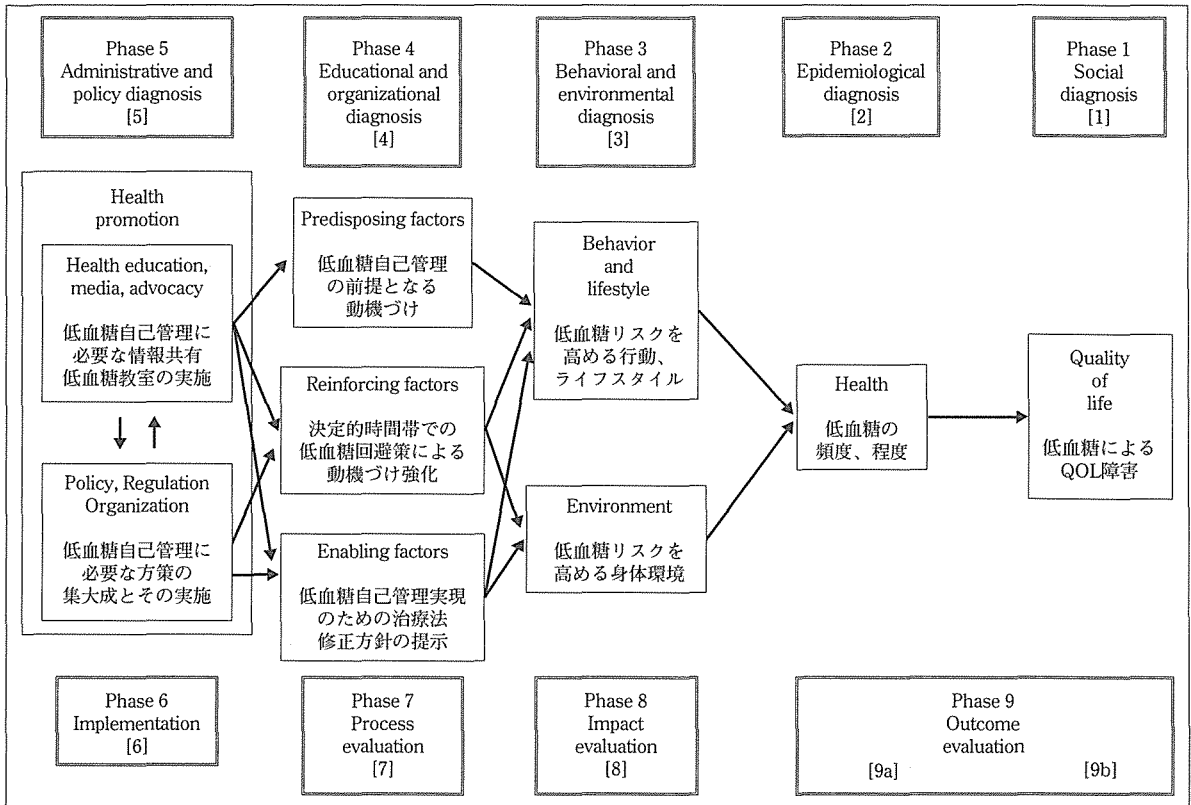 Phase 5
Administrative and
policy diagnosis
[5]
Phase 4
Educational and
organizational
diagnosis
[4]
Phase 3
Behavioral and
environmental
diagnosis
[3]
Phase 2
Epidemiological
diagnosis
[2]
Phase 1
Social
diagnosis
[1]
Health
promotion
Health education,
media, advocacy
低血糖自己管理に
必要な情報共有
低血糖教室の実施
Policy, Regulation
Organization
低血糖自己管理に
必要な方策の
集大成とその実施
Predisposing factors
低血糖自己管理
の前提となる
動機づけ
Reinforcing factors
決定的時間帯での
低血糖回避策による
動機づけ強化
Enabling factors
低血糖自己管理実現
のための治療法
修正方針の提示
Behavior
and
lifestyle
低血糖リスクを
高める行動、
ライフスタイル
Environment
低血糖リスクを
高める身体環境
Health
低血糖の
頻度、程度
Quality
of
life
低血糖による
QOL障害
Phase 6
Implementation
[6]
Phase 7
Process
evaluation
[7]
Phase 8
Impact
evaluation
[8]
Phase 9
Outcome
evaluation
[9a] [9b]